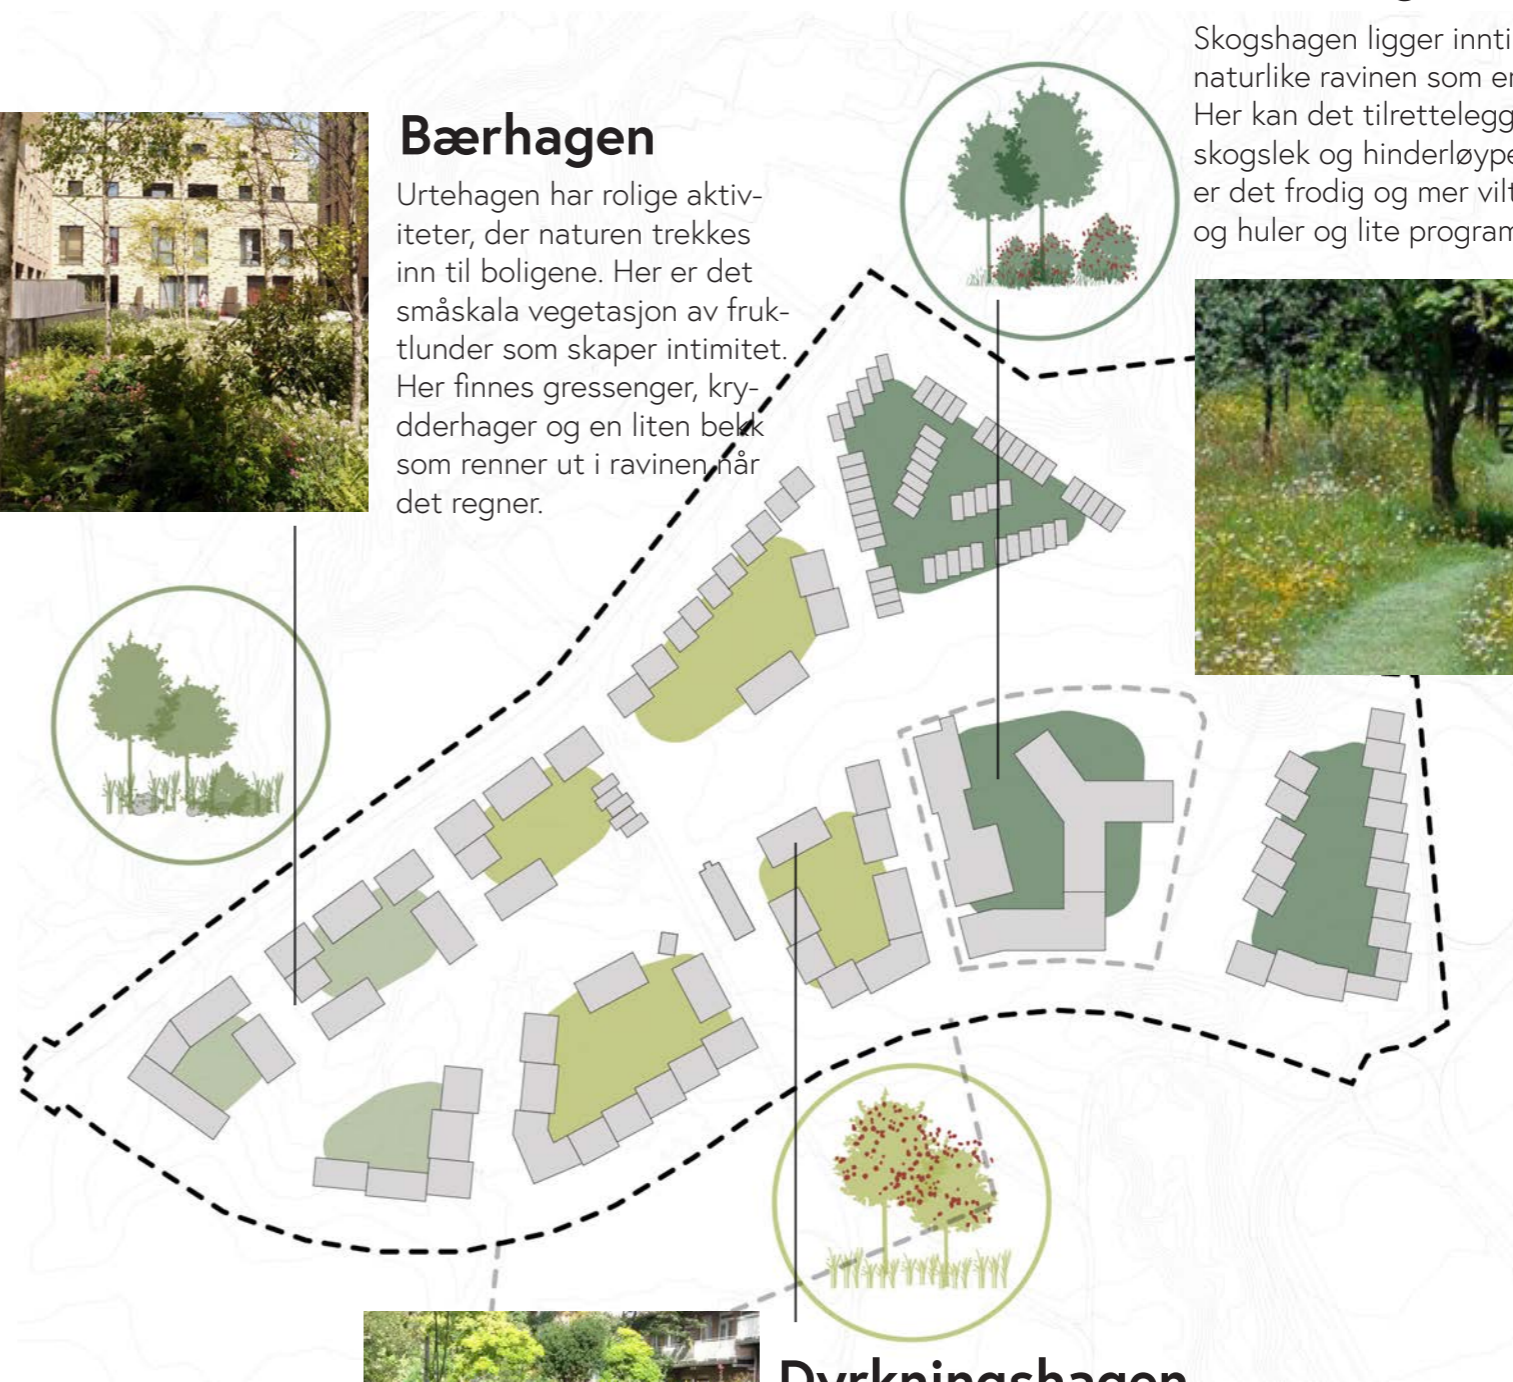 Bærhagen
Urtehagen har rolige aktiv-
iteter, der naturen trekkes
inn til boligene. Her er det
småskala vegetasjon av fruk-
tlunder som skaper intimitet.
Her finnes gressenger, kry-
dderhager og en liten bekk
som renner ut i ravinen når
det regner.
Skogshagen ligger innti
naturlike ravinen som er
Her kan det tilrettelegg
skogslek og hinderløype
er det frodig og mer vilt
og huler og lite program
Dyrkningshagen